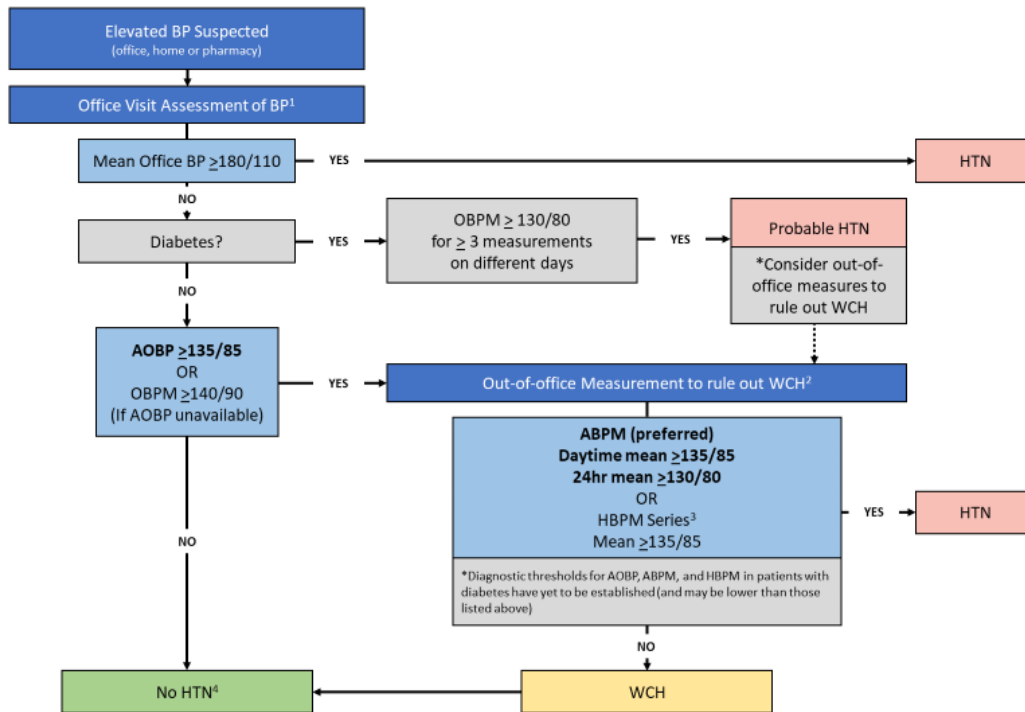 Elevated BP Suspected
(office, home or pharmacy)
Office Visit Assessment of BP¹
Mean Office BP ≥180/110
YES
HTN
NO
Diabetes?
YES
OBPM ≥ 130/80
for ≥ 3 measurements
on different days
YES
Probable HTN
*Consider out-of-
office measures to
rule out WCH
NO
AOBP ≥135/85
OR
OBPM ≥140/90
(If AOBP unavailable)
YES
Out-of-office Measurement to rule out WCH²
ABPM (preferred)
Daytime mean ≥135/85
24hr mean ≥130/80
OR
HBPM Series³
Mean ≥135/85
YES
HTN
*Diagnostic thresholds for AOBP, ABPM, and HBPM in patients with
diabetes have yet to be established (and may be lower than those
listed above)
NO
NO
No HTN⁴
WCH